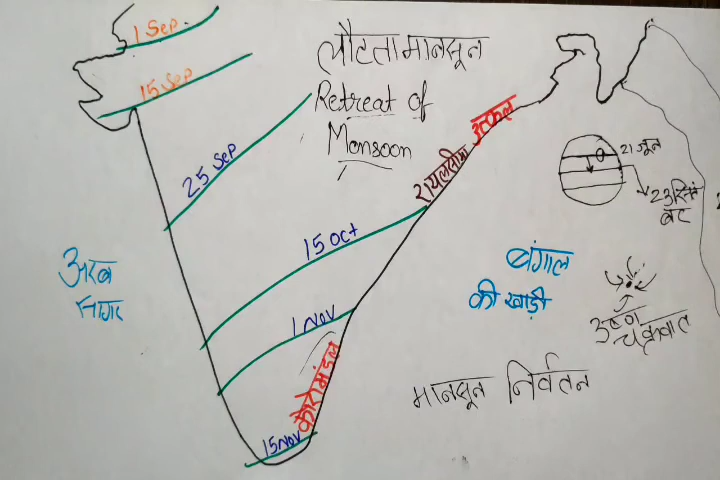 1 Sep
15 Sep
लौटता मानसून
Retreat of
Monsoon
25 Sep
उत्कल
रायलसीमा
21 जून
15 Oct
1 Nov
कोरोमंडल
15 Nov
अरब
सागर
बंगाल
की खाड़ी
उष्ण
चक्रवात
मानसून निर्वतन